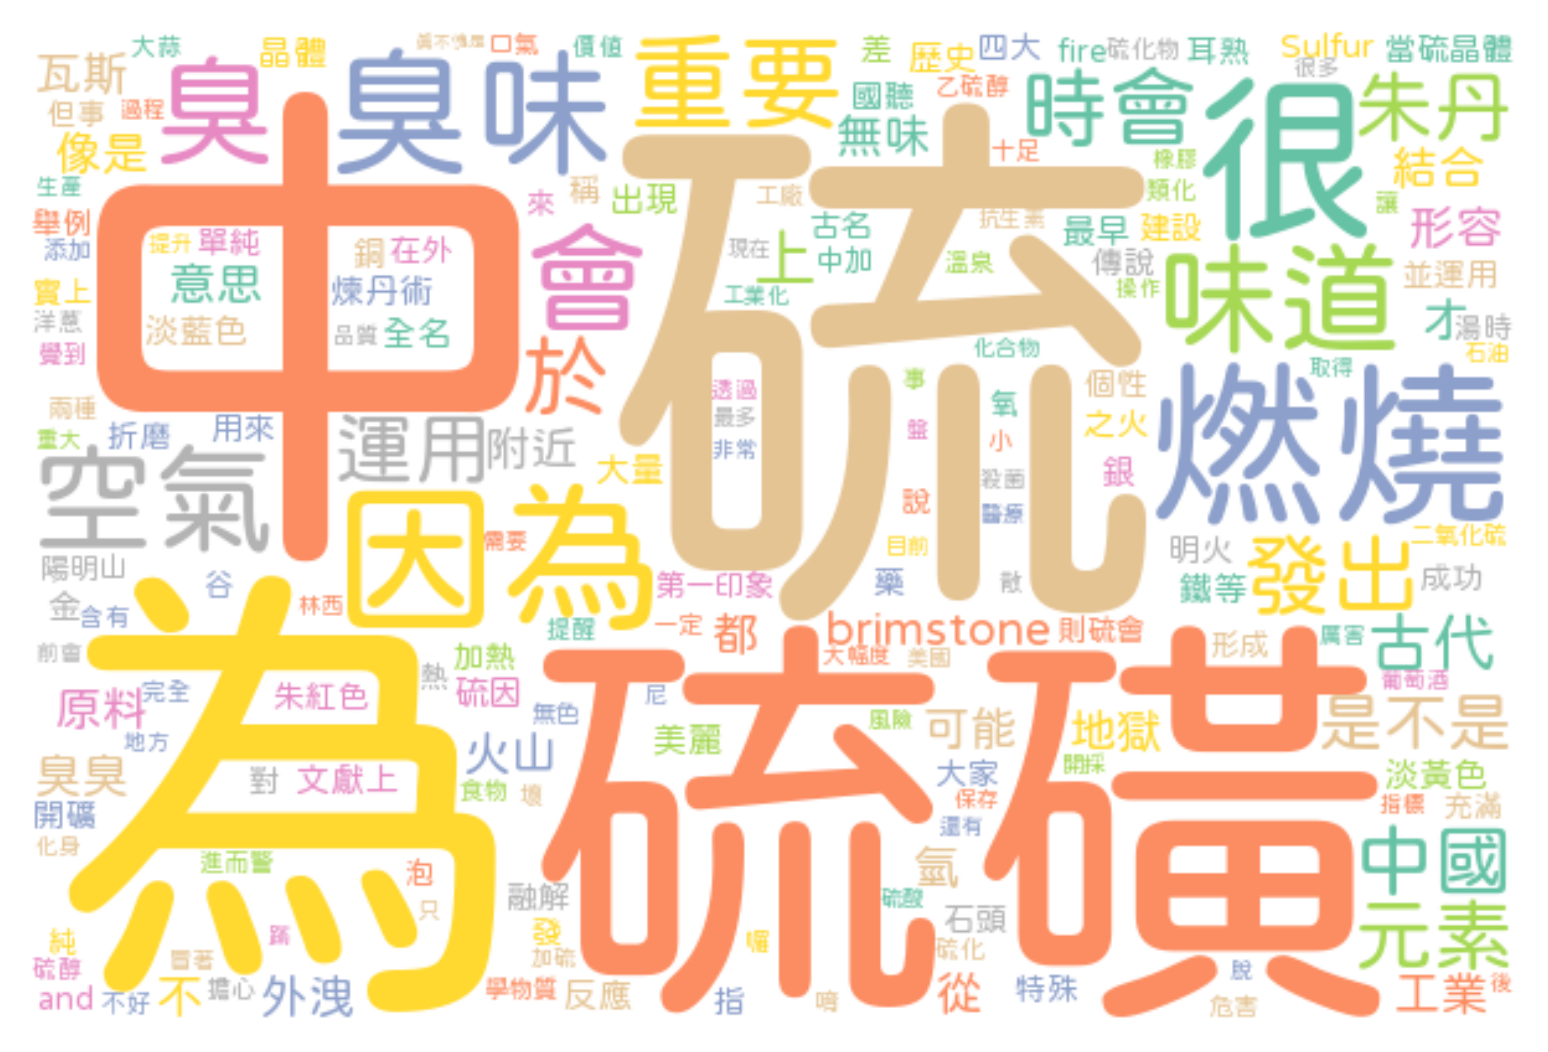 大蒜
晶體
口氣
價值
重要
差
歷史
四大
fire
硫化物
耳熟
Sulfur
當硫晶體
很多
瓦斯
但事
過程
像是
臭
臭味
國聽
無味
乙硫醇
時會
很
朱丹
結合
十足
橡膠
類化
讓
生產
舉例
添加
實上
洋蔥
覺到
中
提升
單純
意思
淡藍色
銅
在外
煉丹術
品質
全名
來
稱
出現
會
於
硫
工廠
古名
現在
上
中加
工業化
抗生素
最早
建設
溫泉
傳說
操作
味道
形容
並運用
才
湯時
石油
化合物
取得
兩種
重大
折磨
用來
空氣
運用
附近
大量
透過
最多
非常
事
盤
說
氧
小
殺菌
醫療
個性
之火
銀
燃燒
因為
需要
目前
藥
散
明火
鐵等
發出
二氧化硫
成功
陽明山
金
含有
谷
林西
第一印象
提醒
一定
都
brimstone
則硫會
大幅度
美國
形成
厲害
古代
葡萄酒
前會
為
原料
完全
地方
朱紅色
熱
加熱
硫因
無色
尼
硫磺
美麗
風險
可能
地獄
是不是
臭臭
開礦
化身
對
文獻上
火山
食物
壞
大家
保存
還有
開採
淡黃色
指標
充滿
進而警
泡
只
融解
氫
硫酸
石頭
硫化
中國
元素
純
硫醇
and
不好
不
冒著
擔心
外洩
發
加硫
學物質
反應
指
從
特殊
脫
危害
工業
後